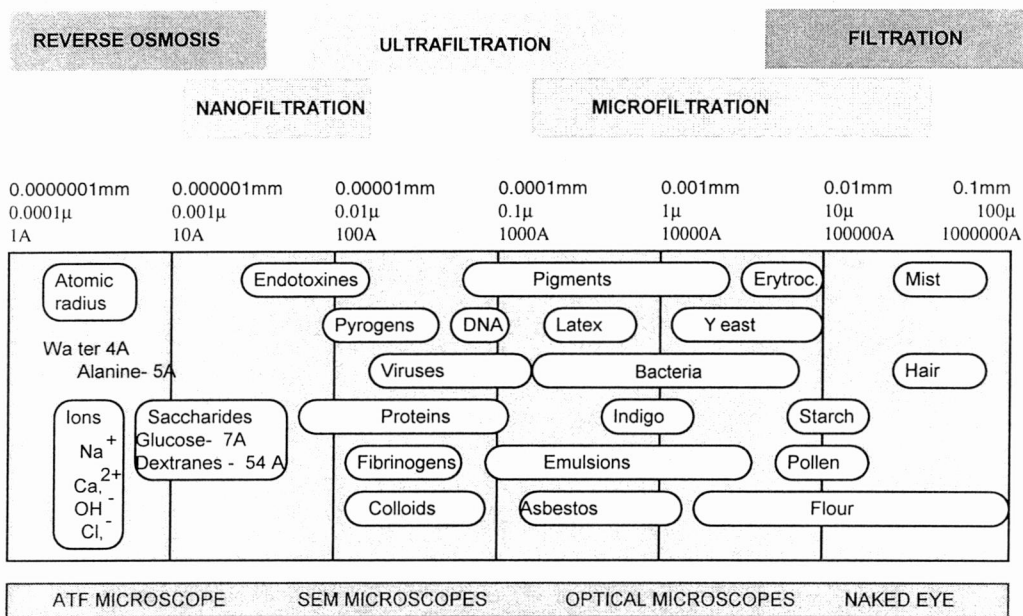 REVERSE OSMOSIS
ULTRAFILTRATION
FILTRATION
NANOFILTRATION
MICROFILTRATION
0.0000001mm 0.000001mm 0.00001mm 0.0001mm 0.001mm 0.01mm 0.1mm
0.0001µ 0.001µ 0.01µ 0.1µ 1µ 10µ 100µ
1A 10A 100A 1000A 10000A 100000A 1000000A
Atomic
radius
Endotoxines
Pigments
Erytroc.
Mist
Pyrogens
DNA
Latex
Y east
Wa ter 4A
Alanine- 5A
Viruses
Bacteria
Hair
Ions
Na +
Ca, 2+
OH -
Cl, -
Saccharides
Glucose- 7A
Dextranes - 54 A
Proteins
Indigo
Starch
Fibrinogens
Emulsions
Pollen
Colloids
Asbestos
Flour
ATF MICROSCOPE SEM MICROSCOPES OPTICAL MICROSCOPES NAKED EYE